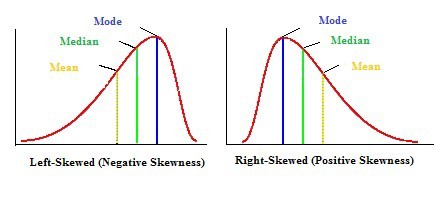 Mode
Median
Mean
Left-Skewed (Negative Skewness)
Mode
Median
Mean
Right-Skewed (Positive Skewness)